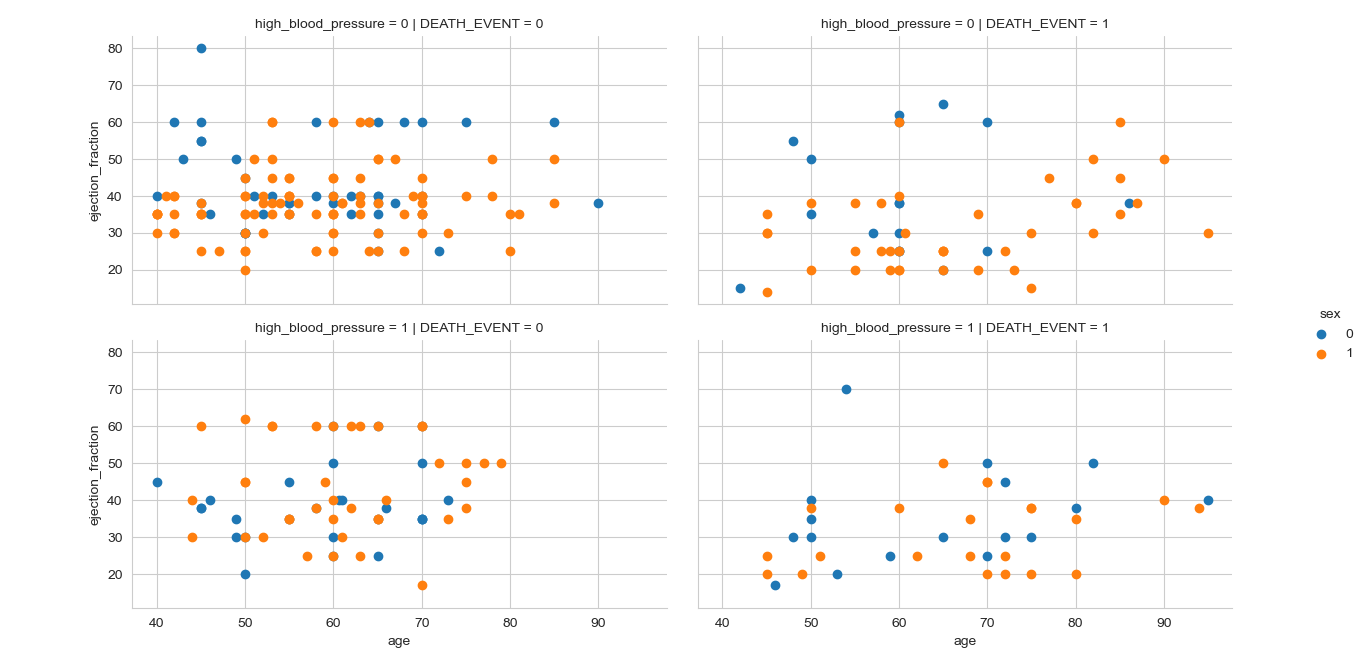 high_blood_pressure = 0 | DEATH_EVENT = 0
high_blood_pressure = 0 | DEATH_EVENT = 1
80
70
60
50
40
30
20
ejection_fraction
high_blood_pressure = 1 | DEATH_EVENT = 0
high_blood_pressure = 1 | DEATH_EVENT = 1
80
70
60
50
40
30
20
ejection_fraction
40 50 60 70 80 90
age
40 50 60 70 80 90
age
sex
0
1